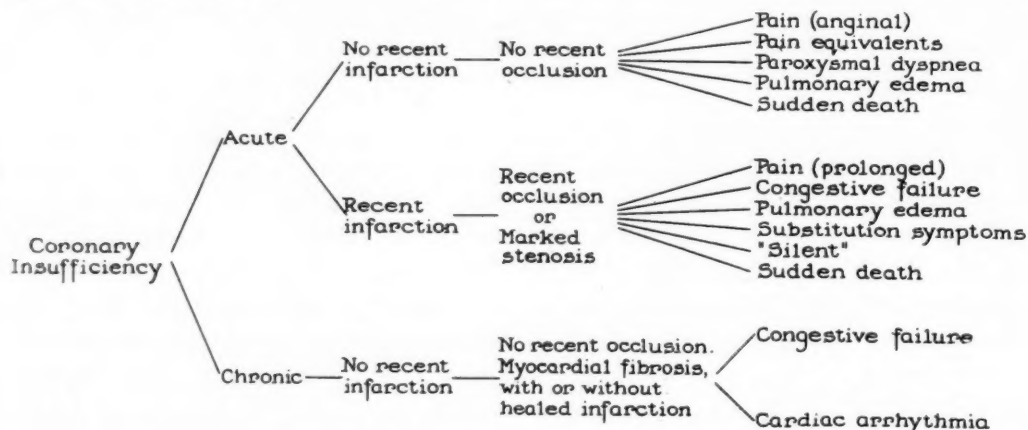 Coronary
Insufficiency
Acute
No recent
infarction
No recent
occlusion
Pain (anginal)
Pain equivalents
Paroxysmal dyspnea
Pulmonary edema
Sudden death
Recent
infarction
Recent
occlusion
or
Marked
stenosis
Pain (prolonged)
Congestive failure
Pulmonary edema
Substitution symptoms
"Silent"
Sudden death
Chronic
No recent
infarction
No recent occlusion.
Myocardial fibrosis,
with or without
healed infarction
Congestive failure
Cardiac arrhythmia